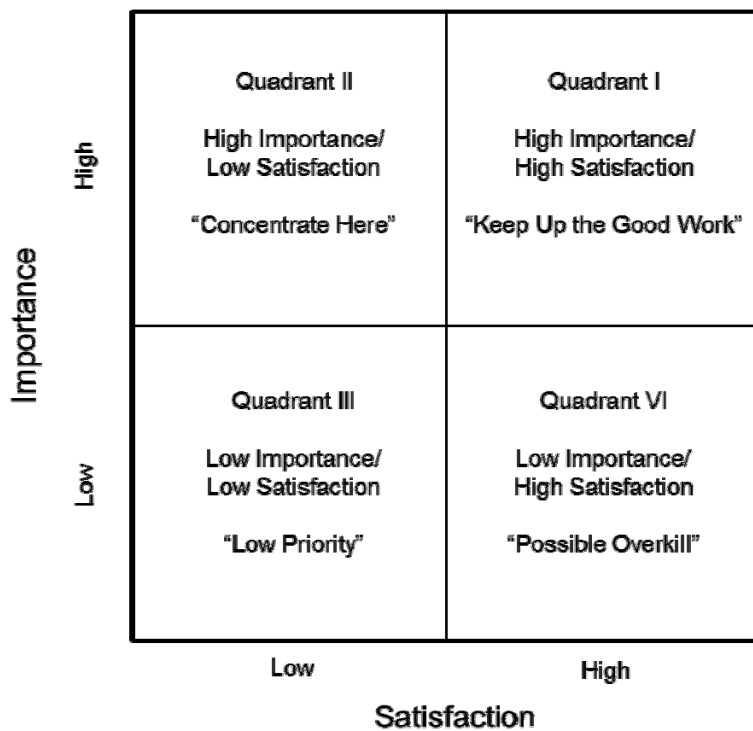 Quadrant II
High Importance/
Low Satisfaction
“Concentrate Here”
Quadrant I
High Importance/
High Satisfaction
“Keep Up the Good Work”
High
Importance
Low
Quadrant III
Low Importance/
Low Satisfaction
“Low Priority”
Quadrant VI
Low Importance/
High Satisfaction
“Possible Overkill”
Low
High
Satisfaction